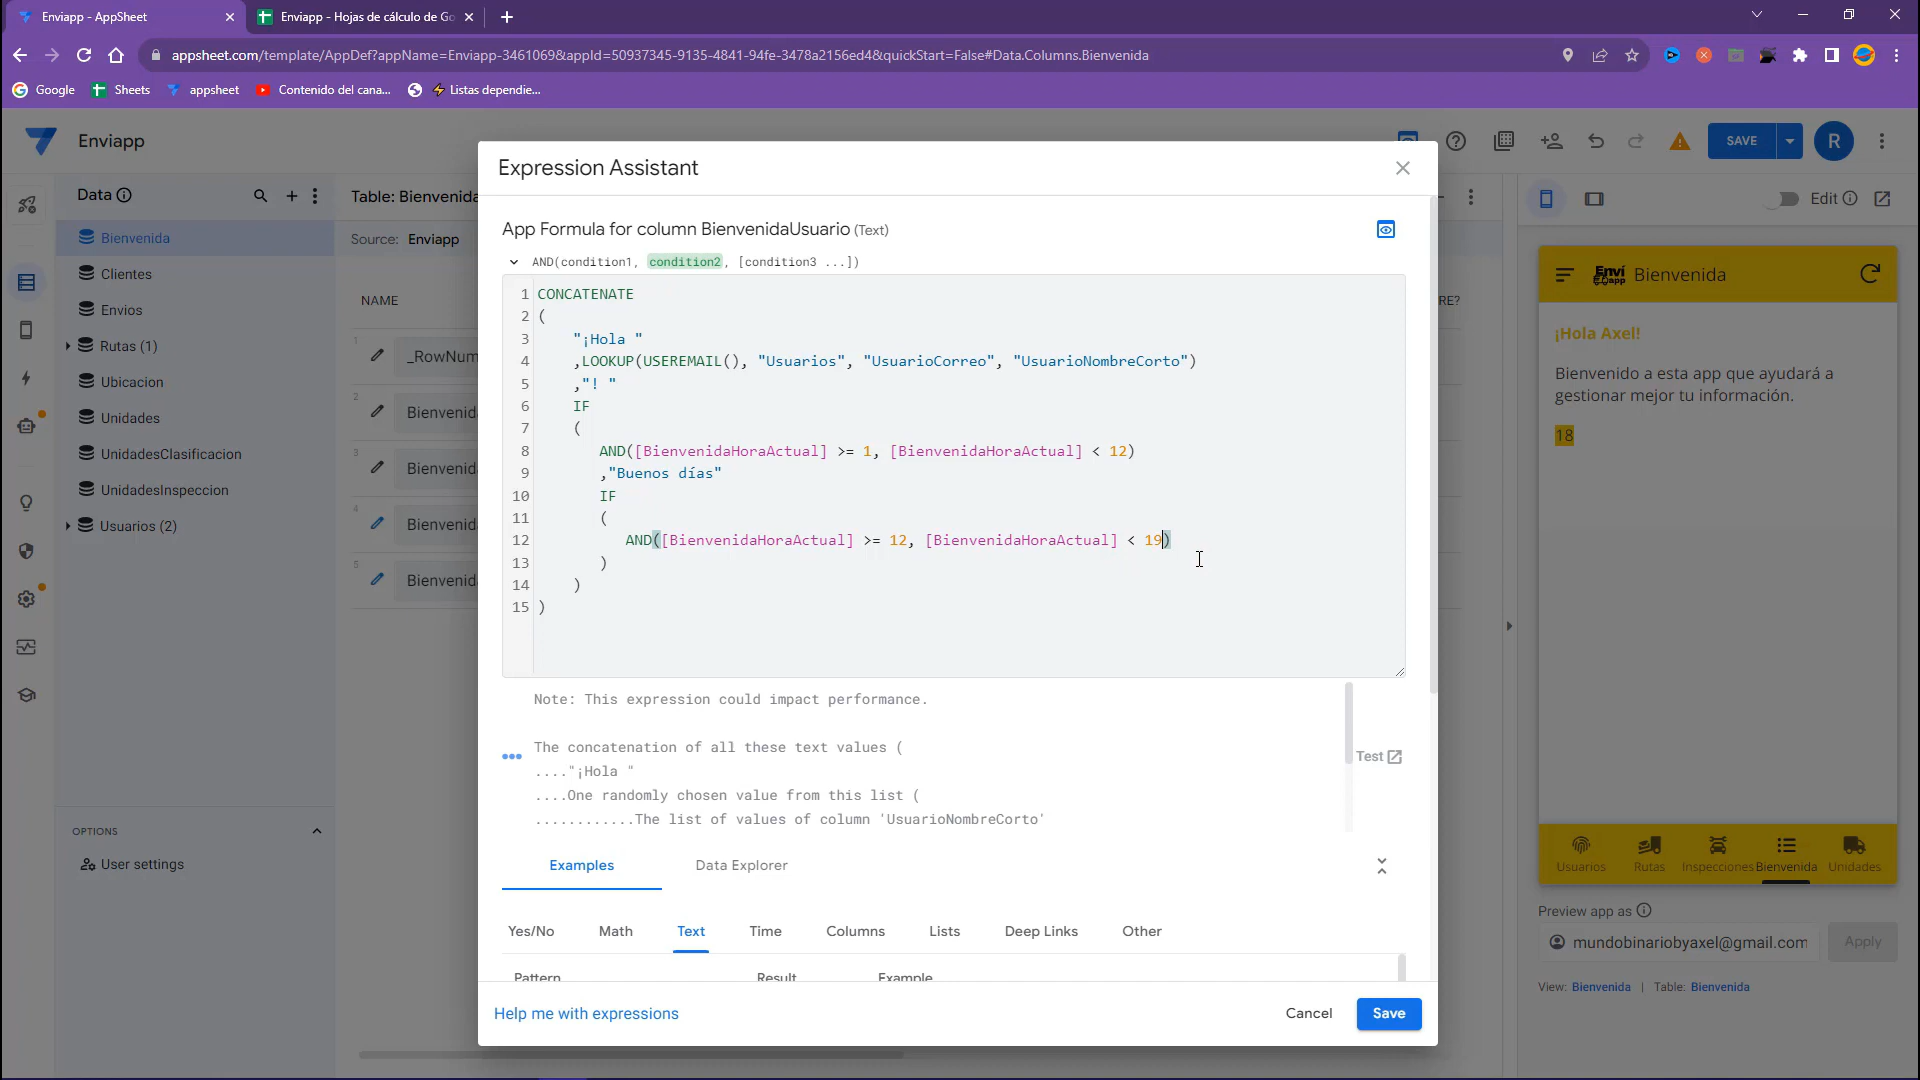 Enviapp - AppSheet
Enviapp - Hojas de cálculo de Go
appsheet.com/template/AppDef?appName=Enviapp-3461069&appId=50937345-9135-4841-94fe-3478a2156ed4&quickStart=False#Data.Columns.Bienvenida
Google
Sheets
appsheet
Contenido del cana...
Listas dependie...
Enviapp
SAVE
R
Data
Bienvenida
Clientes
Envios
Rutas (1)
Ubicacion
Unidades
UnidadesClasificacion
UnidadesInspeccion
Usuarios (2)
OPTIONS
User settings
Table: Bienvenida
Source: Enviapp
NAME
RE?
1
_RowNum
2
Bienvenid
3
Bienvenid
4
Bienvenid
5
Bienvenid
Expression Assistant
App Formula for column BienvenidaUsuario (Text)
AND(condition1, condition2, [condition3 ...])
1 CONCATENATE
2 (
3 "¡Hola "
4 ,LOOKUP(USEREMAIL(), "Usuarios", "UsuarioCorreo", "UsuarioNombreCorto")
5 ,"! "
6 IF
7 (
8 AND([BienvenidaHoraActual] >= 1, [BienvenidaHoraActual] < 12)
9 ,"Buenos días"
10 IF
11 (
12 AND([BienvenidaHoraActual] >= 12, [BienvenidaHoraActual] < 19)
13 )
14 )
15 )
Note: This expression could impact performance.
The concatenation of all these text values (
...."¡Hola "
....One randomly chosen value from this list (
............The list of values of column 'UsuarioNombreCorto'
Test
Examples
Data Explorer
Yes/No
Math
Text
Time
Columns
Lists
Deep Links
Other
Pattern
Result
Example
Help me with expressions
Cancel
Save
Edit
Enví app
Bienvenida
¡Hola Axel!
Bienvenido a esta app que ayudará a
gestionar mejor tu información.
18
Usuarios
Rutas
Inspecciones
Bienvenida
Unidades
Preview app as
mundobinariobyaxel@gmail.com
Apply
View: Bienvenida | Table: Bienvenida